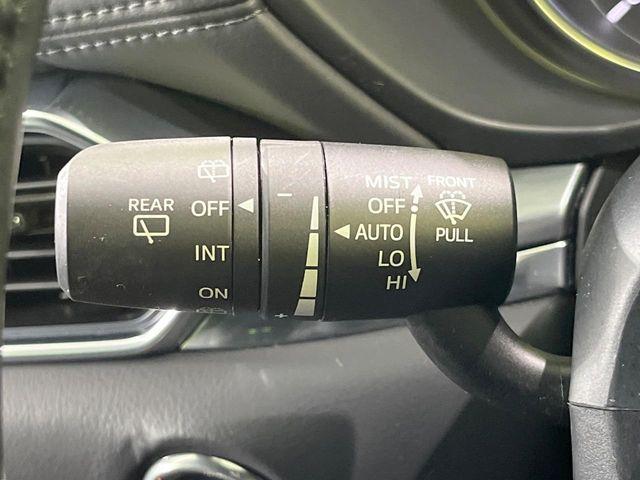 REAR
OFF
INT
ON
−
+
MIST
OFF
AUTO
LO
HI
FRONT
PULL